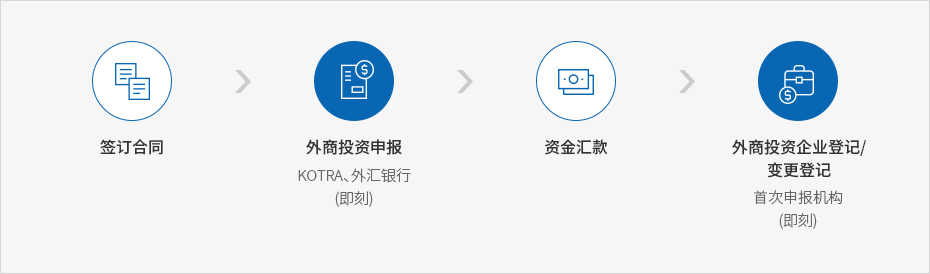 签订合同
外商投资申报
KOTRA、外汇银行
(即刻)
资金汇款
外商投资企业登记/
变更登记
首次申报机构
(即刻)